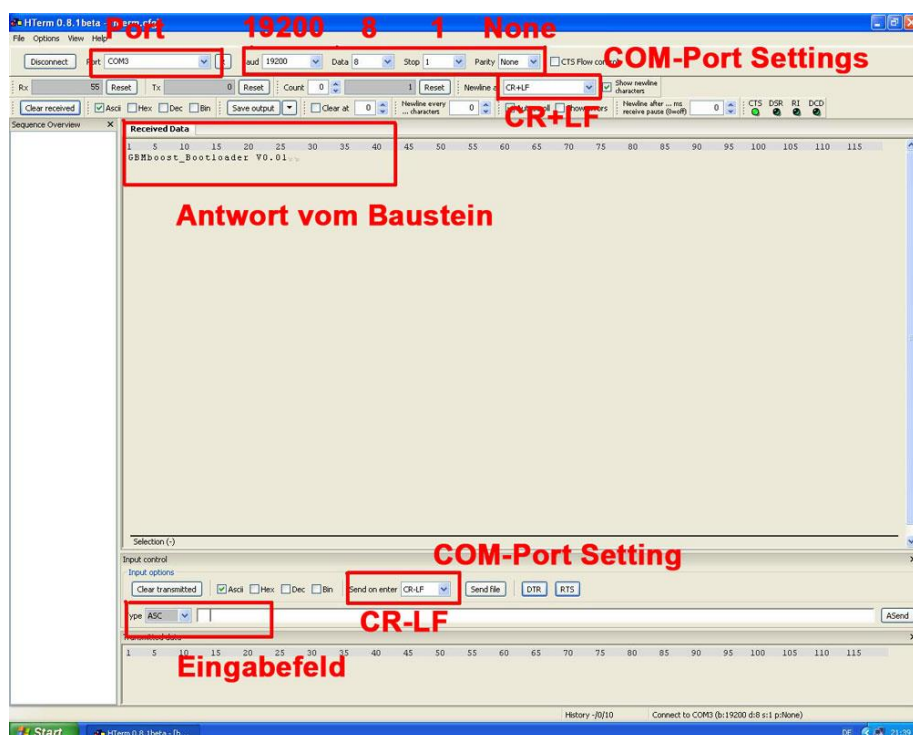 HTerm 0.8.1beta - [hterm.cfg]
Port 19200 8 1 None
File Options View Help
Disconnect Port COM3 R Baud 19200 Data 8 Stop 1 Parity None CTS Flow control
COM-Port Settings
Rx 55 Reset Tx 0 Reset Count 0 1 Reset Newline at CR+LF Show newline characters
Clear received Ascii Hex Dec Bin Save output Clear at 0 Newline every ... characters 0 Autoscroll Show errors Newline after ... ms receive pause (0=off) 0 CTS DSR RI DCD
CR+LF
Sequence Overview X Received Data
1 5 10 15 20 25 30 35 40 45 50 55 60 65 70 75 80 85 90 95 100 105 110 115
GBMboost_Bootloader V0.01
Antwort vom Baustein
Selection (-)
Input control
COM-Port Setting
Input options
Clear transmitted Ascii Hex Dec Bin Send on enter CR-LF Send file DTR RTS
Type ASC ASend
CR-LF
Transmitted data
1 5 10 15 20 25 30 35 40 45 50 55 60 65 70 75 80 85 90 95 100 105 110 115
Eingabefeld
History -/0/10 Connect to COM3 (b:19200 d:8 s:1 p:None)
Start HTerm 0.8.1beta - [h... DE 21:39